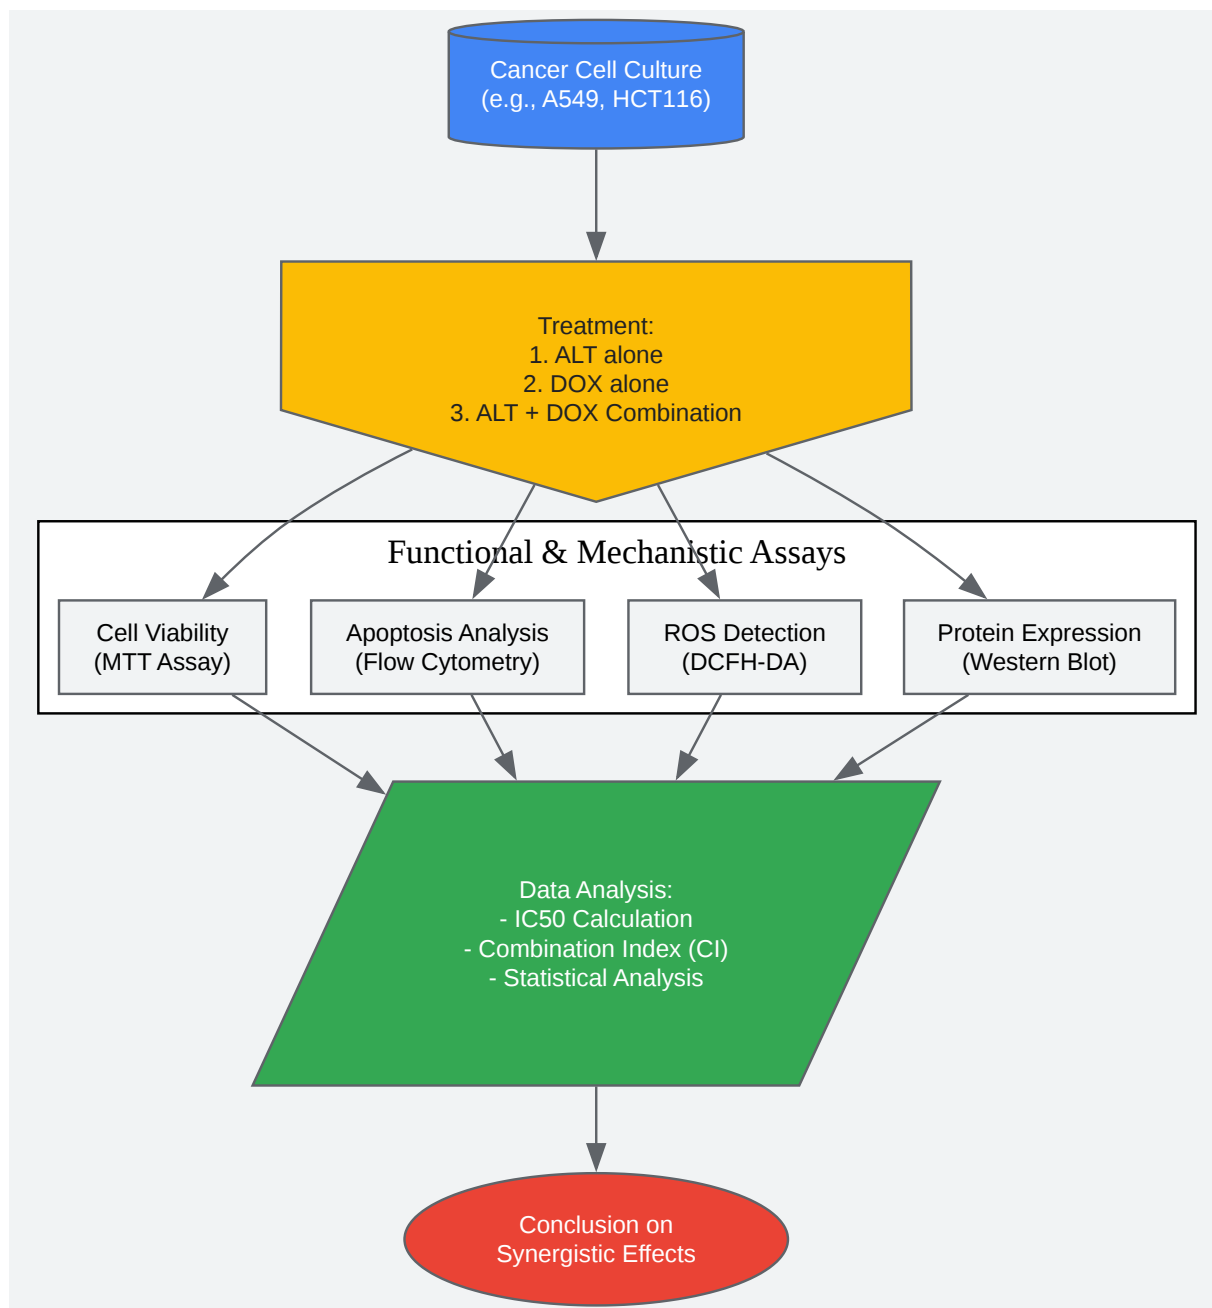 Cancer Cell Culture
(e.g., A549, HCT116)
Treatment:
1. ALT alone
2. DOX alone
3. ALT + DOX Combination
Functional & Mechanistic Assays
Cell Viability
(MTT Assay)
Apoptosis Analysis
(Flow Cytometry)
ROS Detection
(DCFH-DA)
Protein Expression
(Western Blot)
Data Analysis:
- IC50 Calculation
- Combination Index (CI)
- Statistical Analysis
Conclusion on
Synergistic Effects